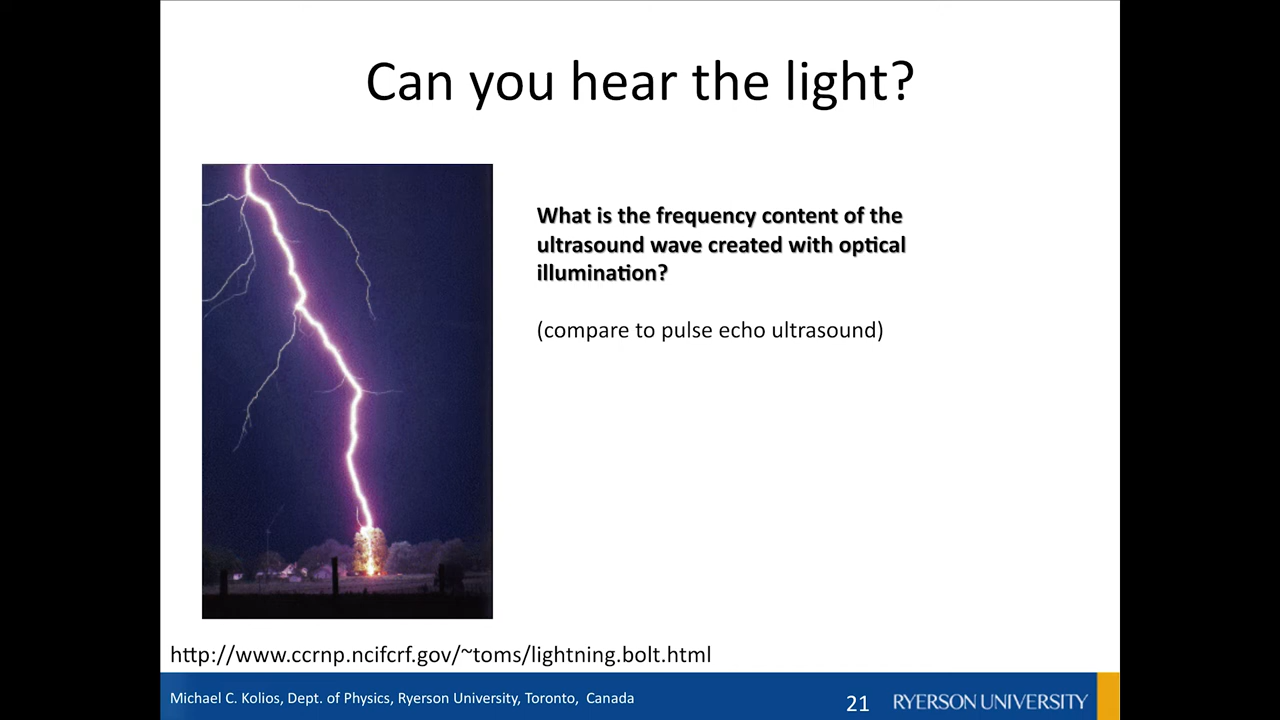 Can you hear the light?
What is the frequency content of the
ultrasound wave created with optical
illumination?
(compare to pulse echo ultrasound)
http://www.ccrnp.ncifcrf.gov/~toms/lightning.bolt.html
Michael C. Kolios, Dept. of Physics, Ryerson University, Toronto, Canada
21
RYERSON UNIVERSITY